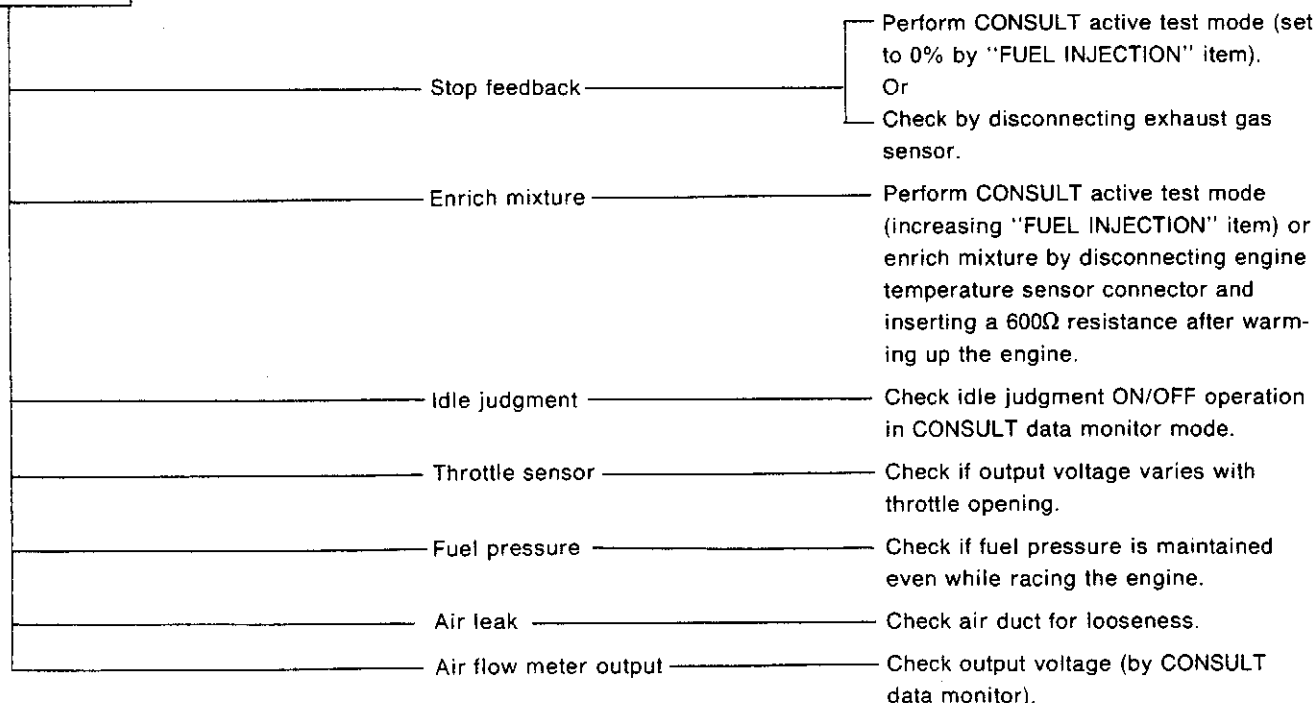 Stop feedback
Perform CONSULT active test mode (set
to 0% by "FUEL INJECTION" item).
Or
Check by disconnecting exhaust gas
sensor.
Enrich mixture
Perform CONSULT active test mode
(increasing "FUEL INJECTION" item) or
enrich mixture by disconnecting engine
temperature sensor connector and
inserting a 600Ω resistance after warm-
ing up the engine.
Idle judgment
Check idle judgment ON/OFF operation
in CONSULT data monitor mode.
Throttle sensor
Check if output voltage varies with
throttle opening.
Fuel pressure
Check if fuel pressure is maintained
even while racing the engine.
Air leak
Check air duct for looseness.
Air flow meter output
Check output voltage (by CONSULT
data monitor).